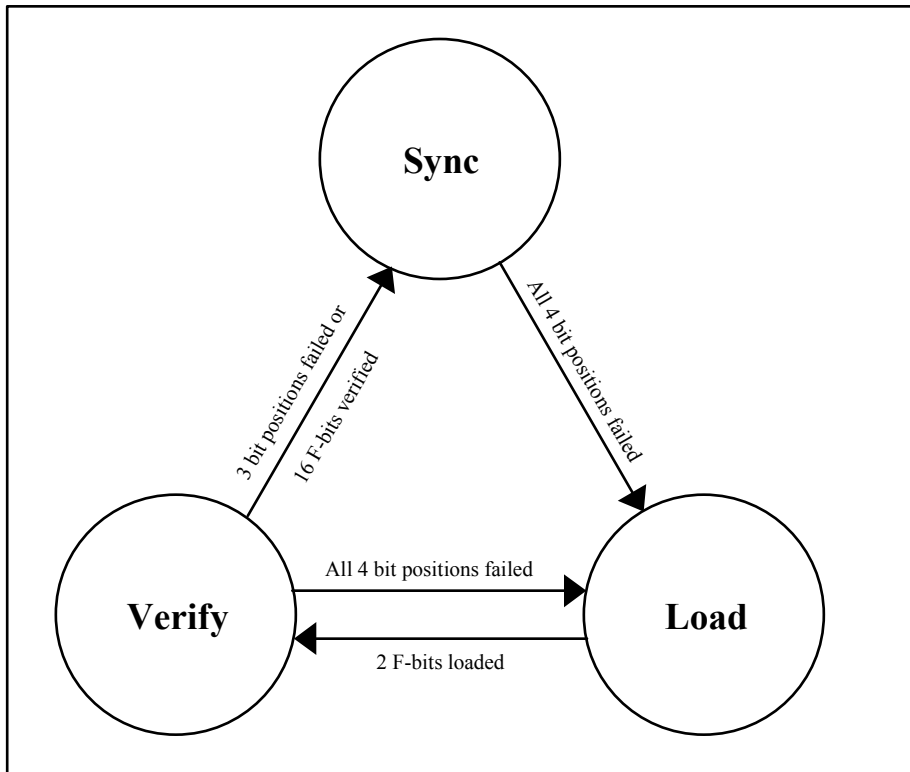 Sync
3 bit positions failed or
16 F-bits verified
All 4 bit positions failed
Verify
All 4 bit positions failed
2 F-bits loaded
Load